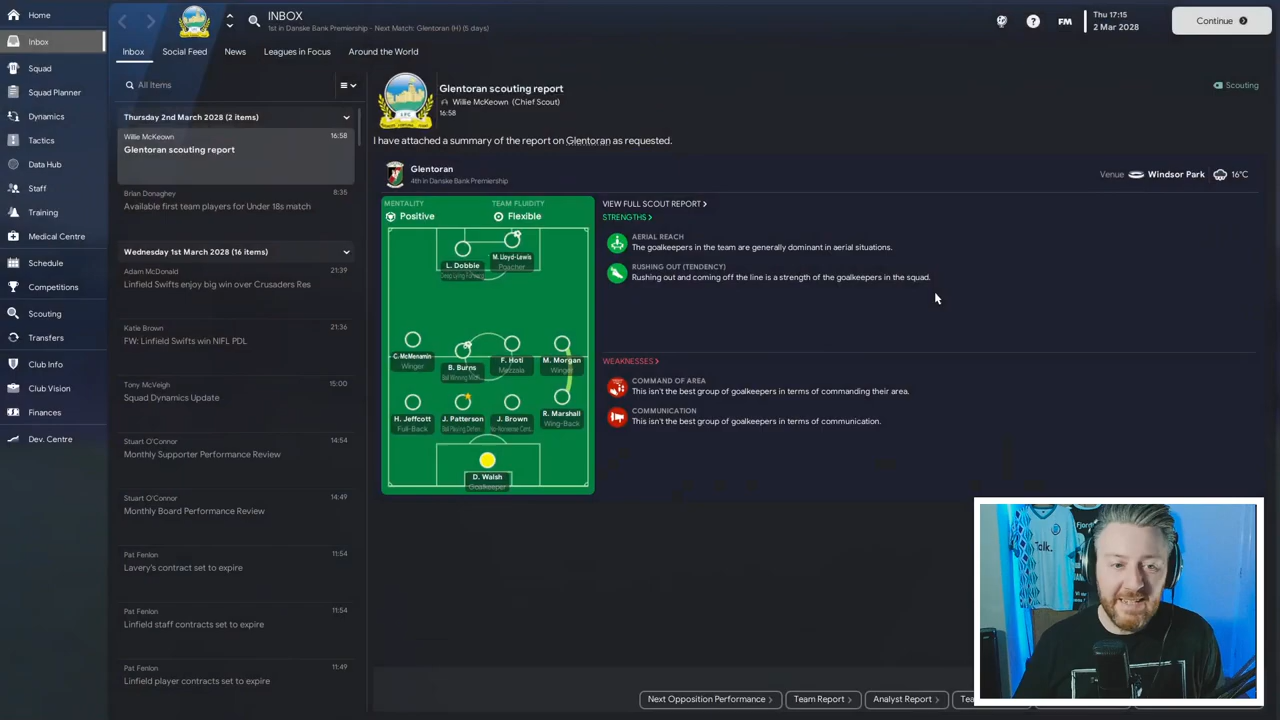 Home
Inbox
Squad
Squad Planner
Dynamics
Tactics
Data Hub
Staff
Training
Medical Centre
Schedule
Competitions
Scouting
Transfers
Club Info
Club Vision
Finances
Dev. Centre
INBOX
1st in Danske Bank Premiership - Next Match: Glentoran (H) (5 days)
FM
Thu 17:15
2 Mar 2028
Continue
Inbox
Social Feed
News
Leagues in Focus
Around the World
All Items
Thursday 2nd March 2028 (2 items)
Willie McKeown 16:58
Glentoran scouting report
Brian Donaghey 8:35
Available first team players for Under 18s match
Wednesday 1st March 2028 (16 items)
Adam McDonald 21:39
Linfield Swifts enjoy big win over Crusaders Res
Katie Brown 21:36
FW: Linfield Swifts win NIFL PDL
Tony McVeigh 15:00
Squad Dynamics Update
Stuart O'Connor 14:54
Monthly Supporter Performance Review
Stuart O'Connor 14:49
Monthly Board Performance Review
Pat Fenlon 11:54
Lavery's contract set to expire
Pat Fenlon 11:54
Linfield staff contracts set to expire
Pat Fenlon 11:49
Linfield player contracts set to expire
Glentoran scouting report
Willie McKeown (Chief Scout)
16:58
Scouting
I have attached a summary of the report on Glentoran as requested.
Glentoran
4th in Danske Bank Premiership
Venue Windsor Park 16°C
MENTALITY
Positive
TEAM FLUIDITY
Flexible
L. Dobbie
M. Lloyd-Lewis
Poacher
C. McMenamin
Winger
B. Burns
F. Hoti
Mezzala
M. Morgan
Winger
H. Jeffcott
Full-Back
J. Patterson
J. Brown
R. Marshall
Wing-Back
D. Walsh
Goalkeeper
VIEW FULL SCOUT REPORT
STRENGTHS
AERIAL REACH
The goalkeepers in the team are generally dominant in aerial situations.
RUSHING OUT (TENDENCY)
Rushing out and coming off the line is a strength of the goalkeepers in the squad.
WEAKNESSES
COMMAND OF AREA
This isn't the best group of goalkeepers in terms of commanding their area.
COMMUNICATION
This isn't the best group of goalkeepers in terms of communication.
Talk.
Next Opposition Performance
Team Report
Analyst Report